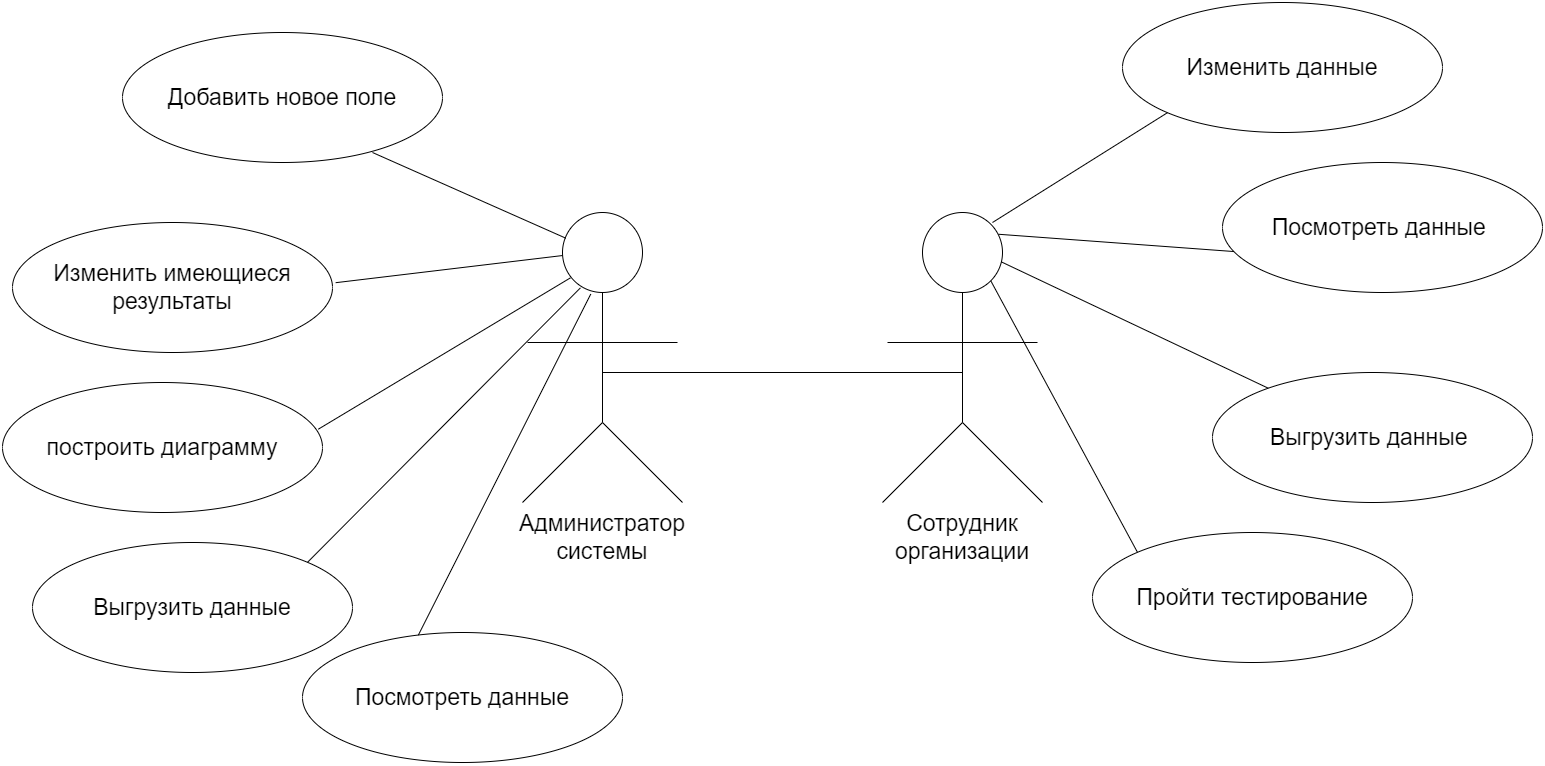 Добавить новое поле
Изменить имеющиеся
результаты
построить диаграмму
Выгрузить данные
Посмотреть данные
Администратор
системы
Сотрудник
организации
Изменить данные
Посмотреть данные
Выгрузить данные
Пройти тестирование